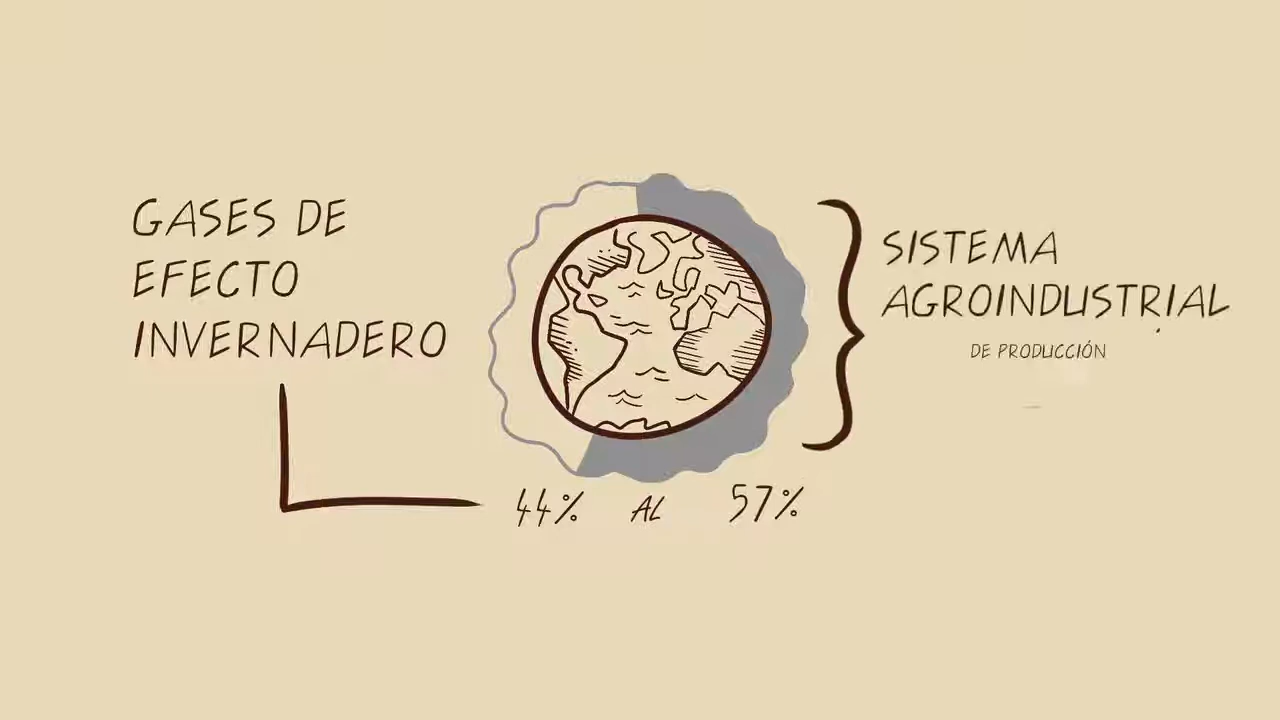 GASES DE
EFECTO
INVERNADERO
SISTEMA
AGROINDUSTRIAL
DE PRODUCCIÓN
44% AL 57%